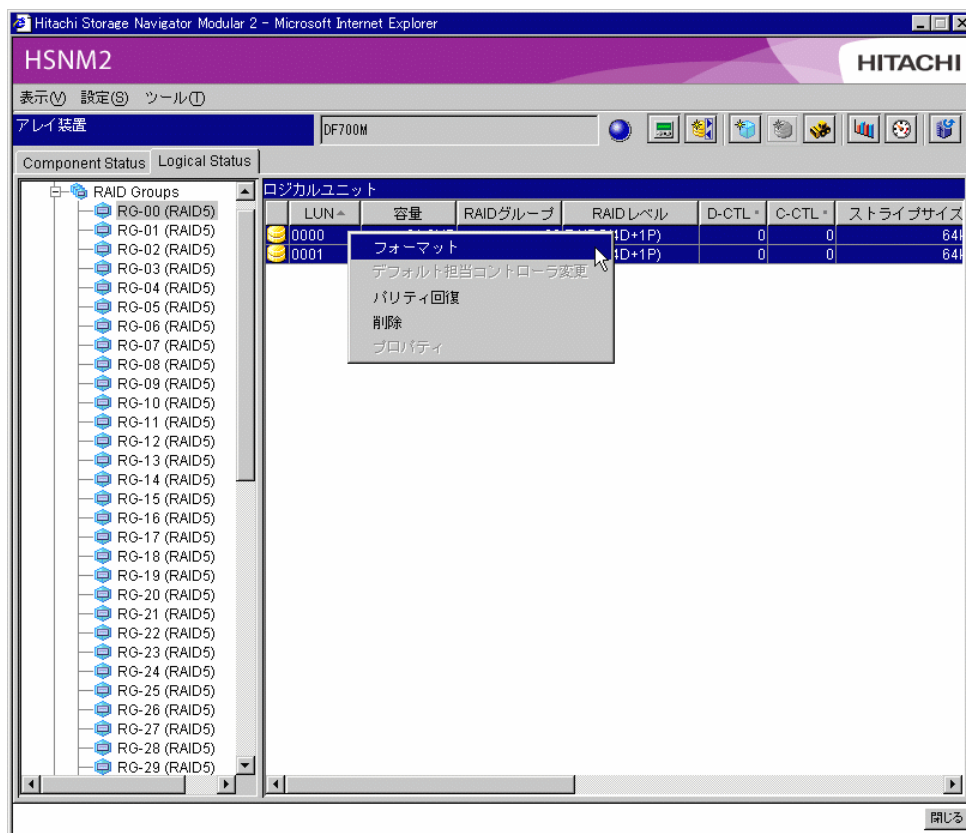 Hitachi Storage Navigator Modular 2 - Microsoft Internet Explorer
HSNM2
HITACHI
表示(V) 設定(S) ツール(T)
アレイ装置
DF700M
Component Status
Logical Status
RAID Groups
RG-00 (RAID5)
RG-01 (RAID5)
RG-02 (RAID5)
RG-03 (RAID5)
RG-04 (RAID5)
RG-05 (RAID5)
RG-06 (RAID5)
RG-07 (RAID5)
RG-08 (RAID5)
RG-09 (RAID5)
RG-10 (RAID5)
RG-11 (RAID5)
RG-12 (RAID5)
RG-13 (RAID5)
RG-14 (RAID5)
RG-15 (RAID5)
RG-16 (RAID5)
RG-17 (RAID5)
RG-18 (RAID5)
RG-19 (RAID5)
RG-20 (RAID5)
RG-21 (RAID5)
RG-22 (RAID5)
RG-23 (RAID5)
RG-24 (RAID5)
RG-25 (RAID5)
RG-26 (RAID5)
RG-27 (RAID5)
RG-28 (RAID5)
RG-29 (RAID5)
ロジカルユニット
LUN 容量 RAIDグループ RAIDレベル D-CTL C-CTL ストライプサイズ
0000 4D+1P) 0 0 64
0001 4D+1P) 0 0 64
フォーマット
デフォルト担当コントローラ変更
パリティ回復
削除
プロパティ
閉じる